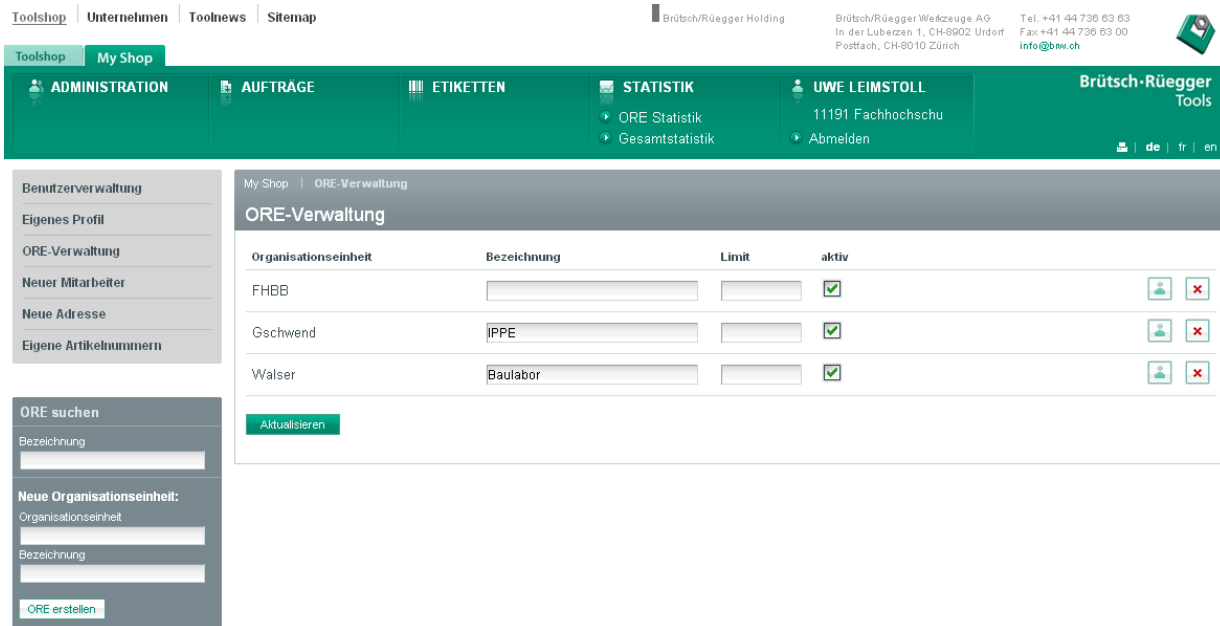 Toolshop | Unternehmen | Toolnews | Sitemap
Brütsch/Rüegger Holding
Brütsch/Rüegger Werkzeuge AG
In der Luberzen 1, CH-8902 Urdorf
Postfach, CH-8010 Zürich
Tel. +41 44 736 63 63
Fax +41 44 736 63 00
info@brw.ch
Toolshop
My Shop
ADMINISTRATION
AUFTRÄGE
ETIKETTEN
STATISTIK
ORE Statistik
Gesamtstatistik
UWE LEIMSTOLL
11191 Fachhochschu
Abmelden
Brütsch·Rüegger
Tools
| de | fr | en
Benutzerverwaltung
Eigenes Profil
ORE-Verwaltung
Neuer Mitarbeiter
Neue Adresse
Eigene Artikelnummern
ORE suchen
Bezeichnung
Neue Organisationseinheit:
Organisationseinheit
Bezeichnung
ORE erstellen
My Shop | ORE-Verwaltung
ORE-Verwaltung
Organisationseinheit Bezeichnung Limit aktiv
FHBB
Gschwend IPPE
Walser Baulabor
Aktualisieren